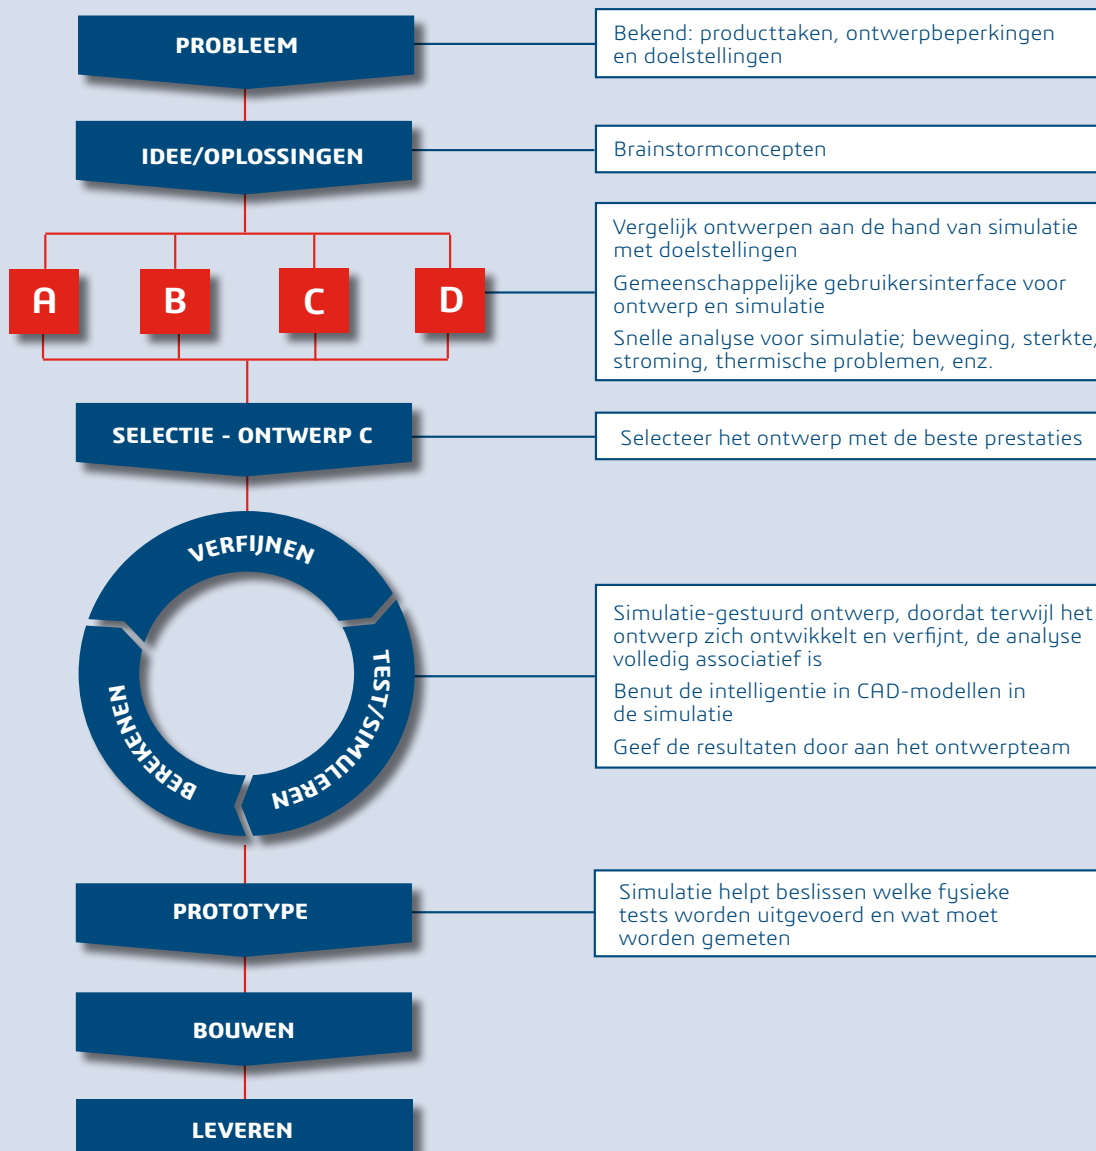 PROBLEEM
Bekend: producttaken, ontwerpbeperkingen
en doelstellingen
IDEE/OPLOSSINGEN
Brainstormconcepten
A
B
C
D
Vergelijk ontwerpen aan de hand van simulatie
met doelstellingen
Gemeenschappelijke gebruikersinterface voor
ontwerp en simulatie
Snelle analyse voor simulatie; beweging, sterkte,
stroming, thermische problemen, enz.
SELECTIE - ONTWERP C
Selecteer het ontwerp met de beste prestaties
VERFIJNEN
TEST/SIMULEREN
BEREKENEN
Simulatie-gestuurd ontwerp, doordat terwijl het
ontwerp zich ontwikkelt en verfijnt, de analyse
volledig associatief is
Benut de intelligentie in CAD-modellen in
de simulatie
Geef de resultaten door aan het ontwerpteam
PROTOTYPE
Simulatie helpt beslissen welke fysieke
tests worden uitgevoerd en wat moet
worden gemeten
BOUWEN
LEVEREN